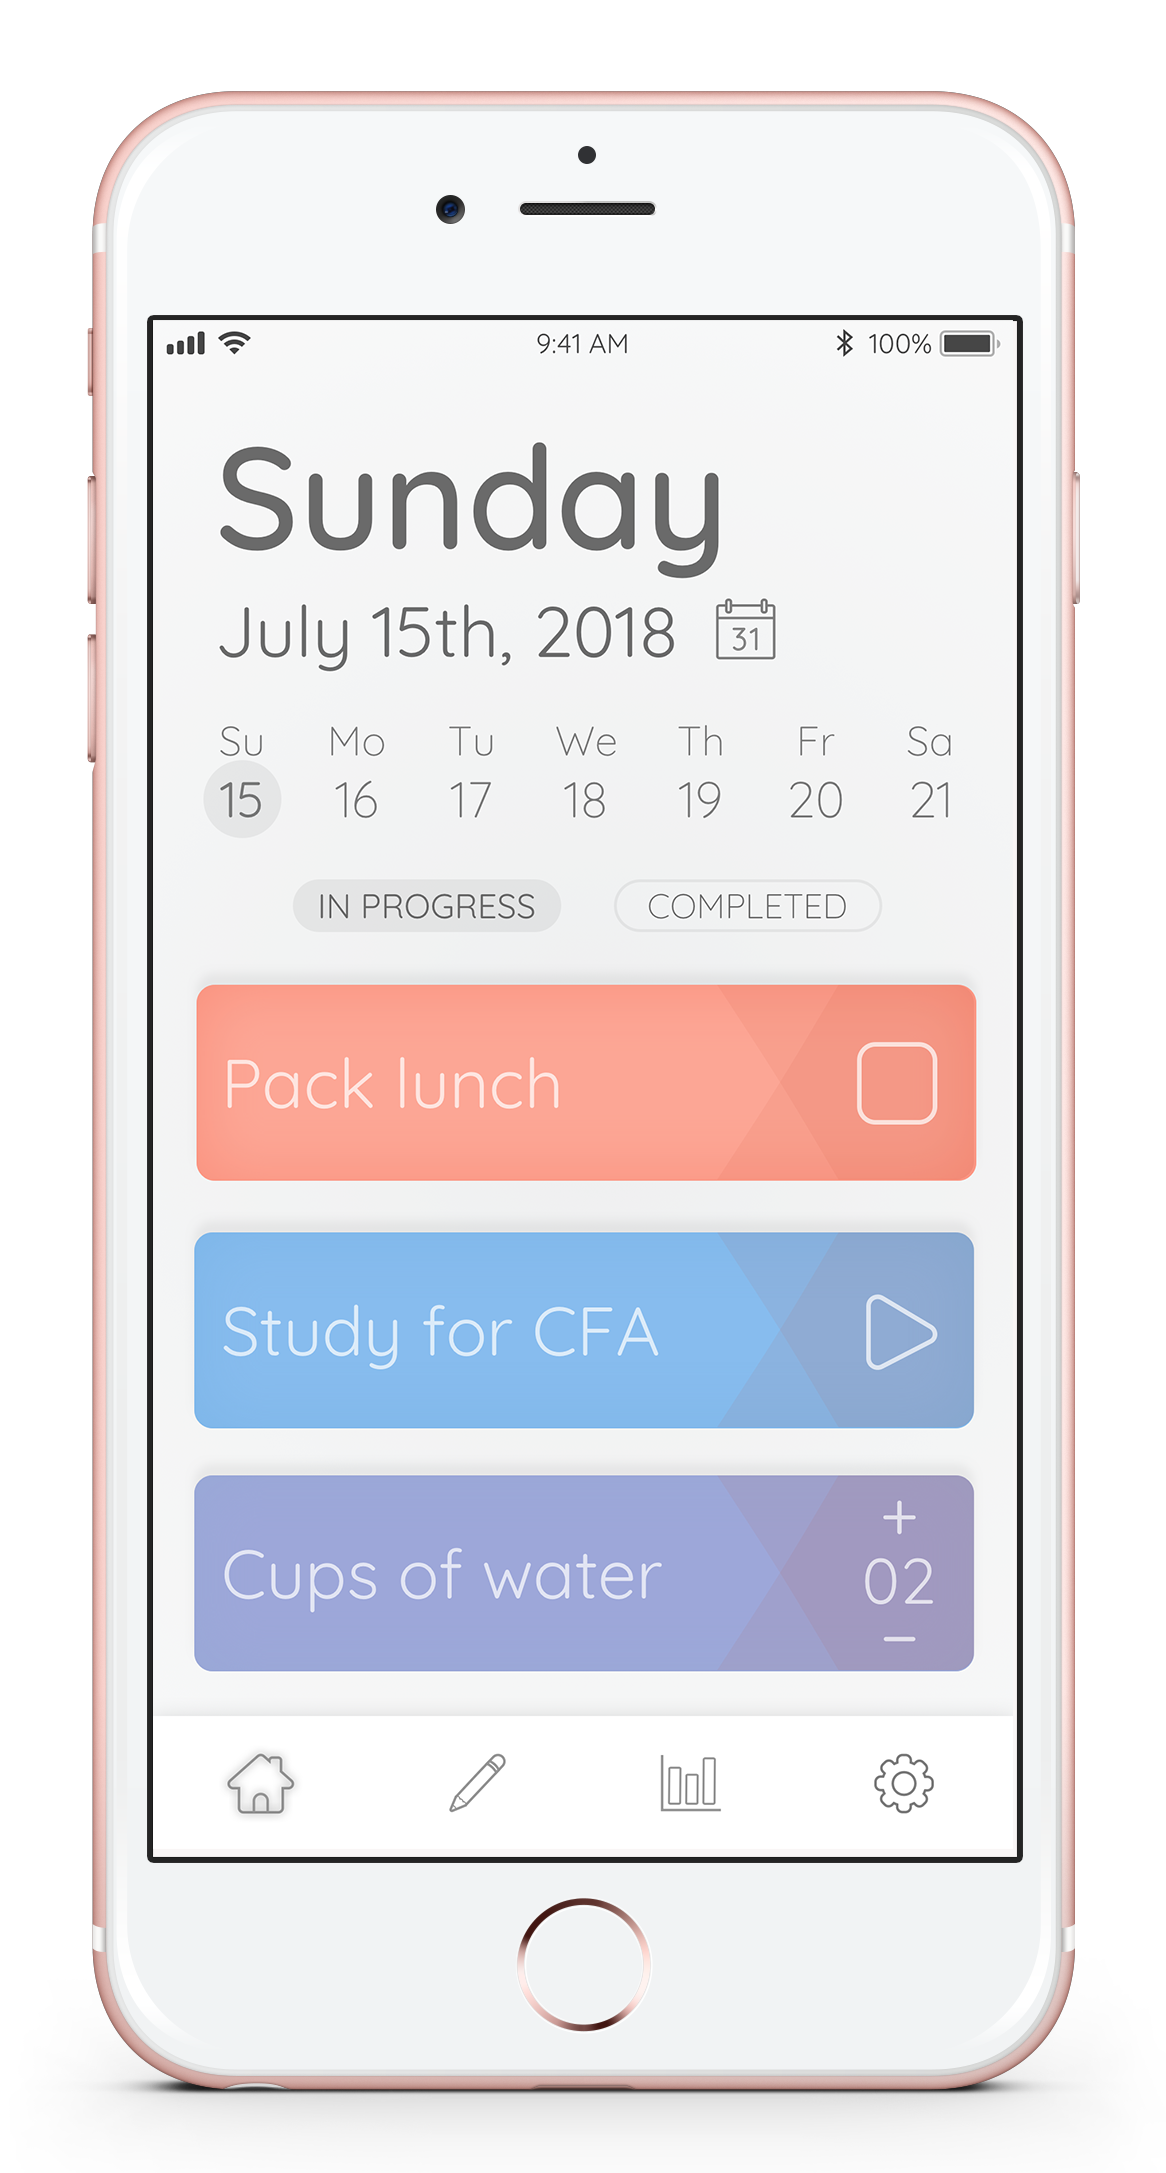 9:41 AM 100%
Sunday
July 15th, 2018 31
Su Mo Tu We Th Fr Sa
15 16 17 18 19 20 21
IN PROGRESS COMPLETED
Pack lunch
Study for CFA
+
Cups of water 02
−